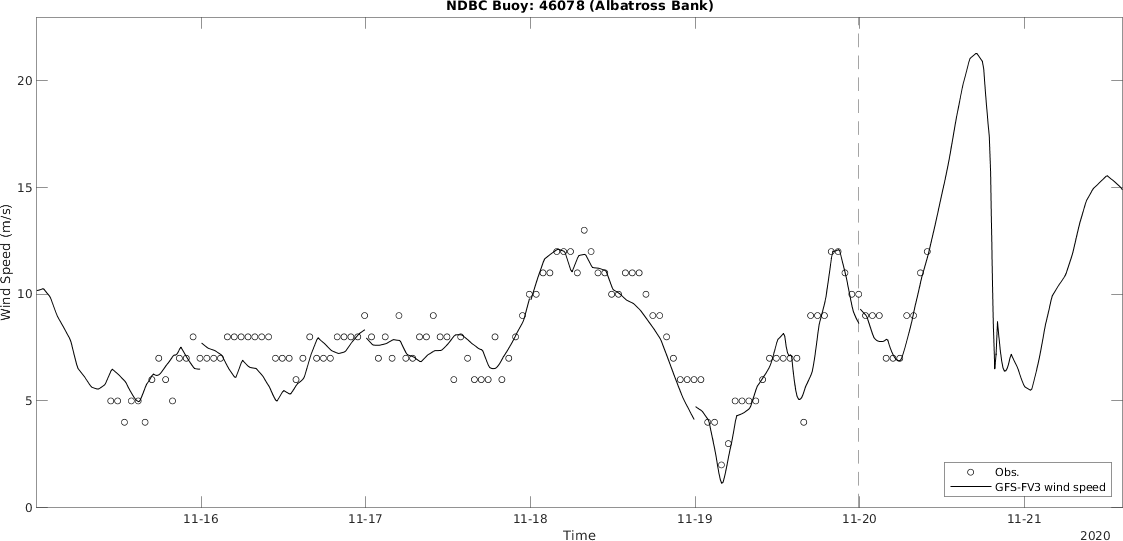 NDBC Buoy: 46078 (Albatross Bank)
20
15
10
5
0
Wind Speed (m/s)
Obs.
GFS-FV3 wind speed
11-16 11-17 11-18 11-19 11-20 11-21
Time
2020